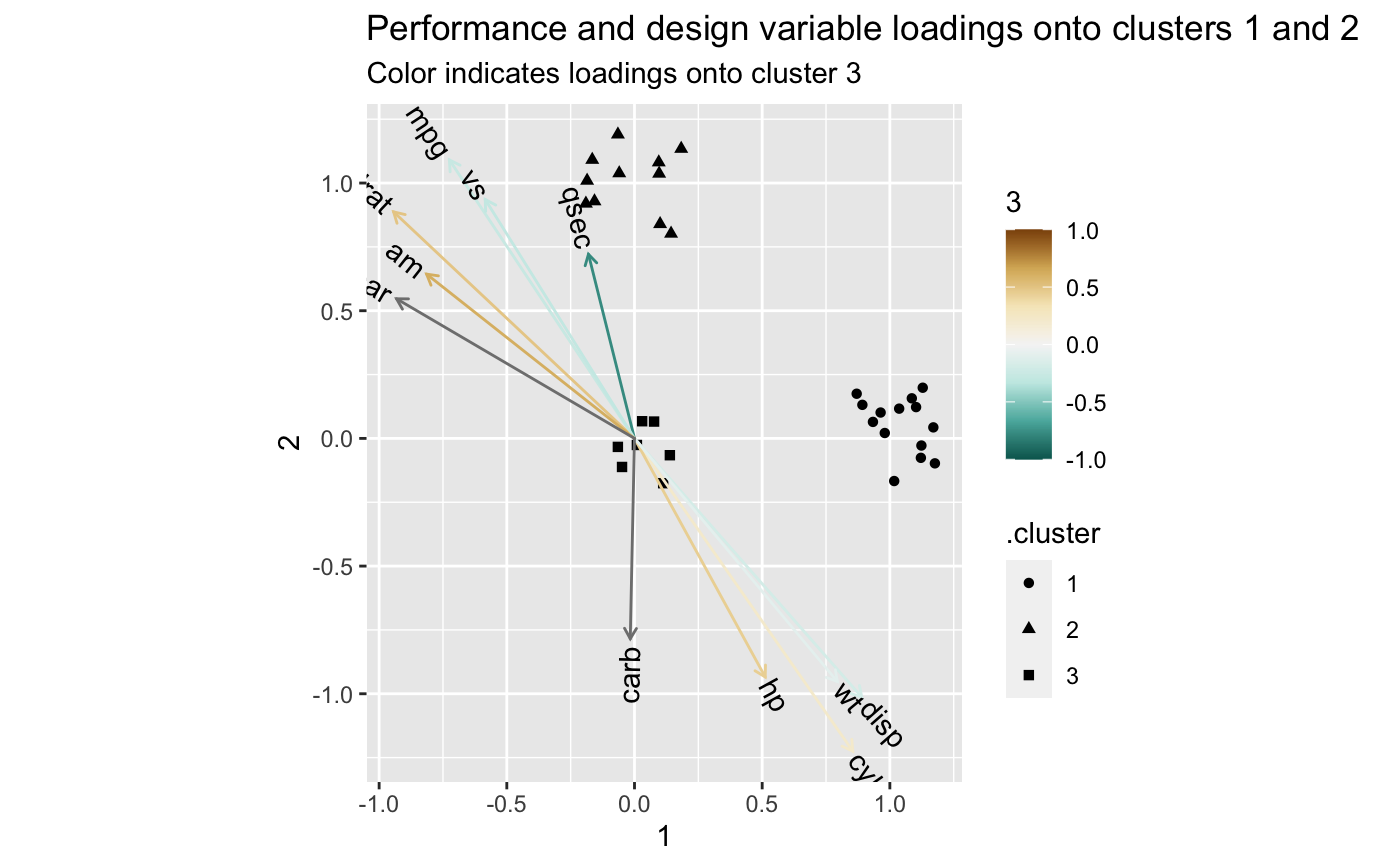 Performance and design variable loadings onto clusters 1 and 2
Color indicates loadings onto cluster 3
mpg
vs
qsec
rat
am
ar
carb
hp
wt
disp
cyl
1.0
0.5
0.0
-0.5
-1.0
2
-1.0
-0.5
0.0
0.5
1.0
1
3
1.0
0.5
0.0
-0.5
-1.0
.cluster
1
2
3